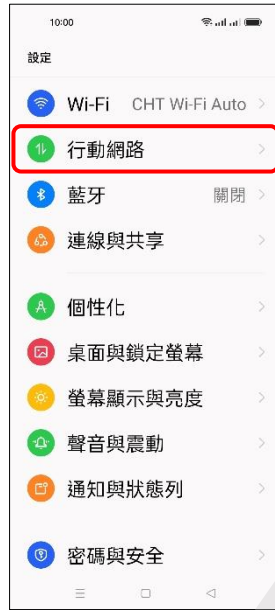 10:00
設定
Wi-Fi CHT Wi-Fi Auto
行動網路
藍牙 關閉
連線與共享
個性化
桌面與鎖定螢幕
螢幕顯示與亮度
聲音與震動
通知與狀態列
密碼與安全